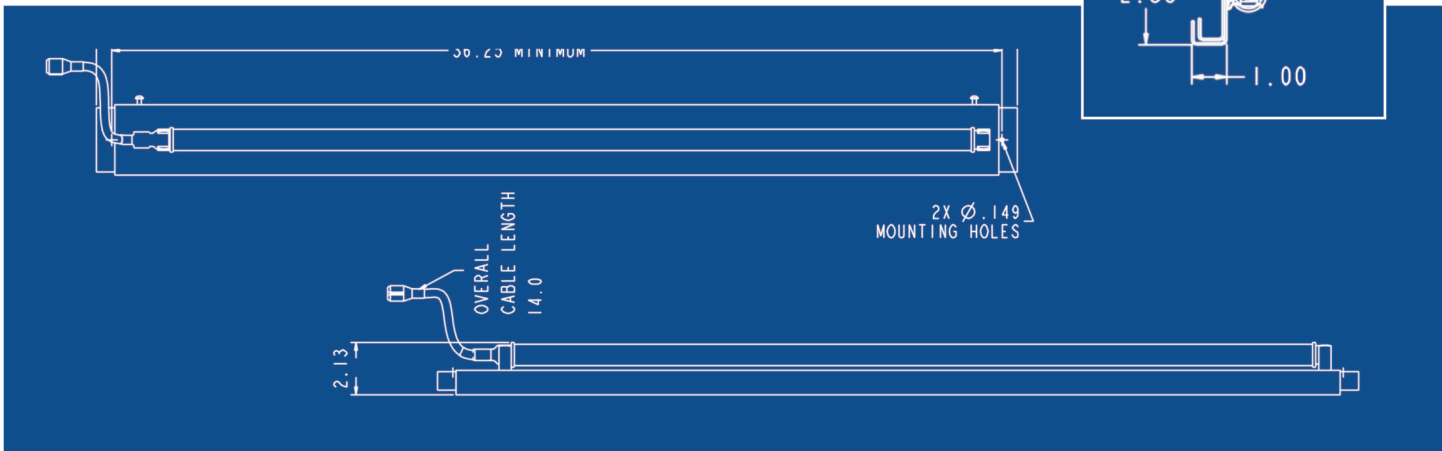 1.00
36.25 MINIMUM
2X Ø.149
MOUNTING HOLES
OVERALL
CABLE LENGTH
14.0
2.13